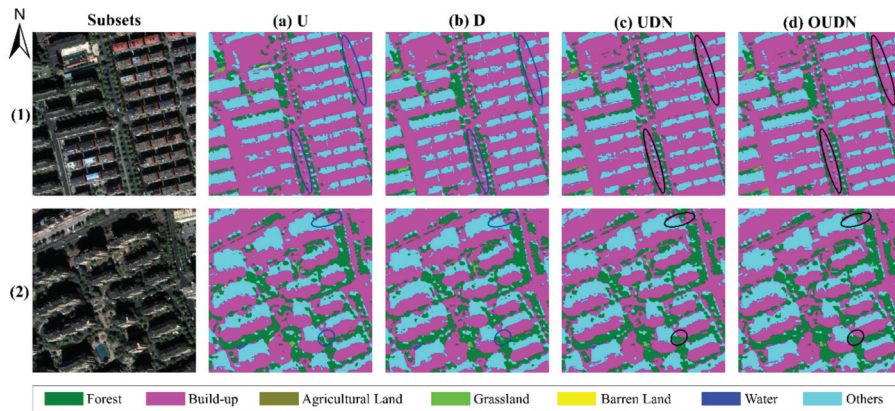 Subsets (a) U (b) D (c) UDN (d) OUDN
N
(1)
(2)
Forest Build-up Agricultural Land Grassland Barren Land Water Others